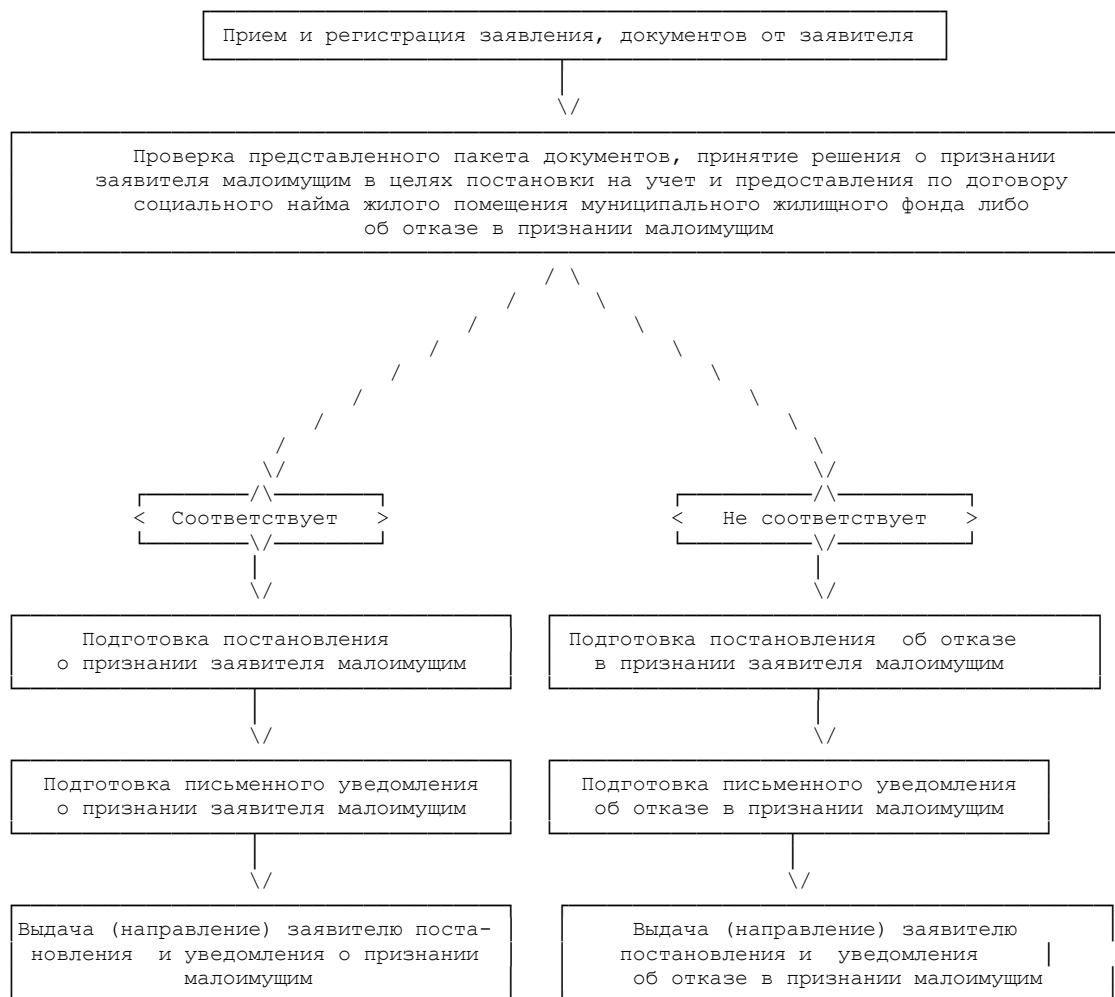 Прием и регистрация заявления, документов от заявителя
Проверка представленного пакета документов, принятие решения о признании
заявителя малоимущим в целях постановки на учет и предоставления по договору
социального найма жилого помещения муниципального жилищного фонда либо
об отказе в признании малоимущим
Соответствует
Не соответствует
Подготовка постановления
о признании заявителя малоимущим
Подготовка постановления об отказе
в признании заявителя малоимущим
Подготовка письменного уведомления
о признании заявителя малоимущим
Подготовка письменного уведомления
об отказе в признании малоимущим
Выдача (направление) заявителю поста-
новления и уведомления о признании
малоимущим
Выдача (направление) заявителю
постановления и уведомления
об отказе в признании малоимущим